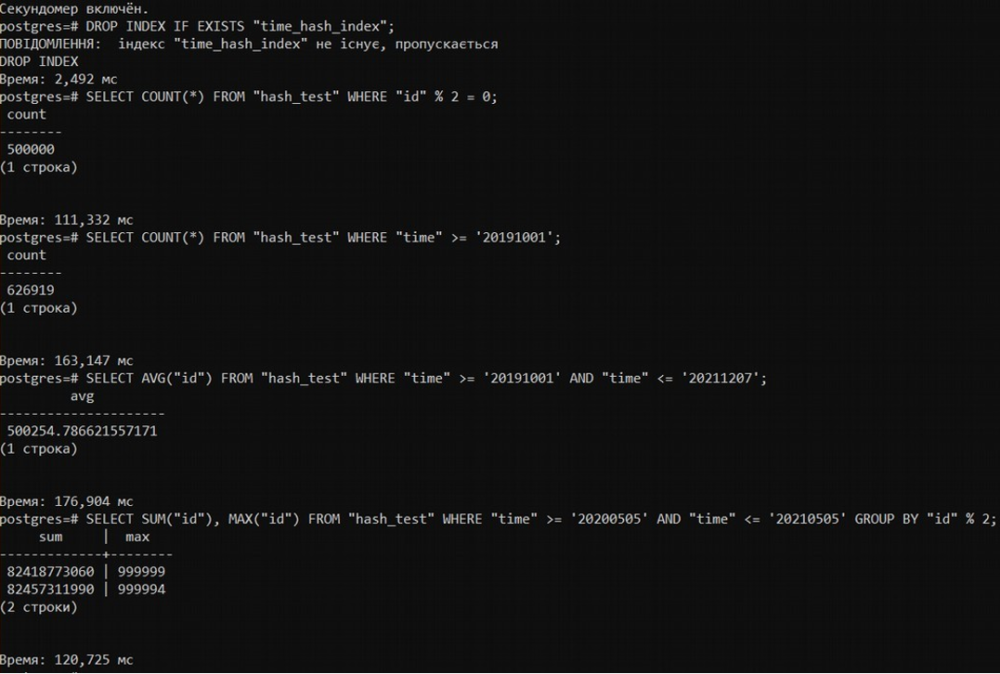 Секундомер включён.
postgres=# DROP INDEX IF EXISTS "time_hash_index";
ПОВІДОМЛЕННЯ:  індекс "time_hash_index" не існує, пропускається
DROP INDEX
Время: 2,492 мс
postgres=# SELECT COUNT(*) FROM "hash_test" WHERE "id" % 2 = 0;
 count
--------
 500000
(1 строка)
Время: 111,332 мс
postgres=# SELECT COUNT(*) FROM "hash_test" WHERE "time" >= '20191001';
 count
--------
 626919
(1 строка)
Время: 163,147 мс
postgres=# SELECT AVG("id") FROM "hash_test" WHERE "time" >= '20191001' AND "time" <= '20211207';
         avg
---------------------
 500254.786621557171
(1 строка)
Время: 176,904 мс
postgres=# SELECT SUM("id"), MAX("id") FROM "hash_test" WHERE "time" >= '20200505' AND "time" <= '20210505' GROUP BY "id" % 2;
     sum     |  max
-------------+--------
 82418773060 | 999999
 82457311990 | 999994
(2 строки)
Время: 120,725 мс